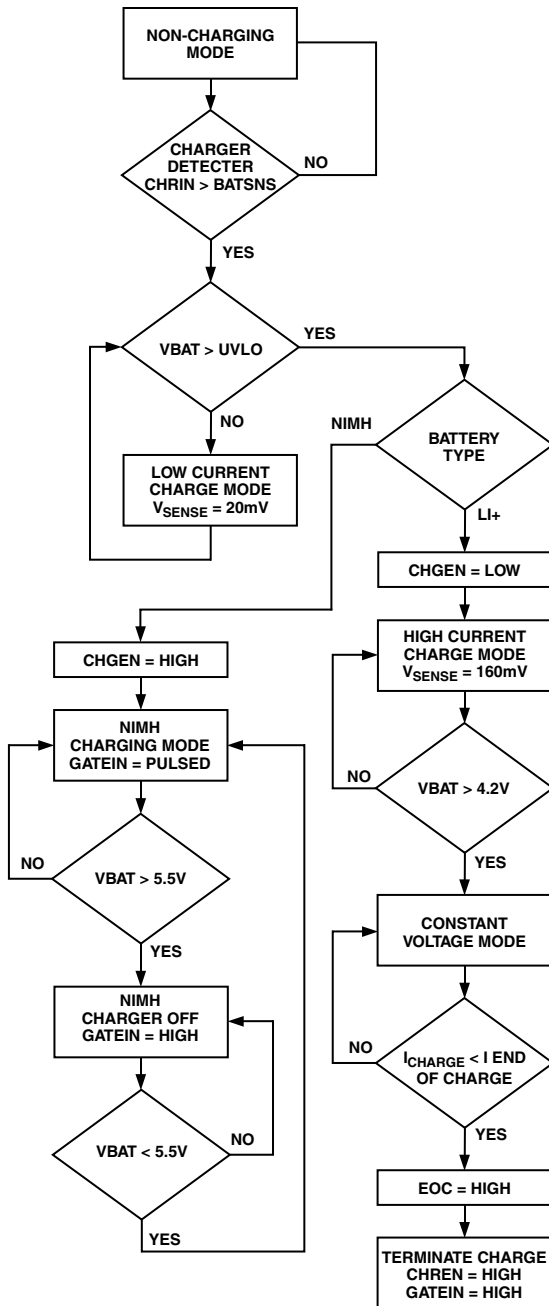 NON-CHARGING
MODE
CHARGER
DETECTER
CHRIN > BATSNS
NO
YES
VBAT > UVLO
YES
NO
LOW CURRENT
CHARGE MODE
VSENSE = 20mV
NIMH
BATTERY
TYPE
LI+
CHGEN = LOW
HIGH CURRENT
CHARGE MODE
VSENSE = 160mV
NO
VBAT > 4.2V
YES
CONSTANT
VOLTAGE MODE
NO
ICHARGE < I END
OF CHARGE
YES
EOC = HIGH
TERMINATE CHARGE
CHREN = HIGH
GATEIN = HIGH
CHGEN = HIGH
NIMH
CHARGING MODE
GATEIN = PULSED
NO
VBAT > 5.5V
YES
NIMH
CHARGER OFF
GATEIN = HIGH
NO
VBAT < 5.5V
YES